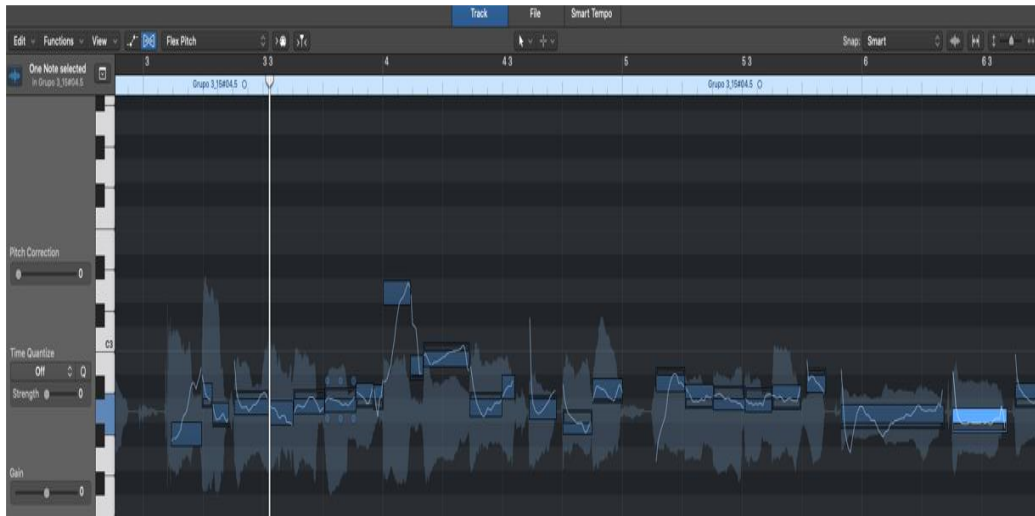 Track File Smart Tempo
Edit Functions View Flex Pitch Snap: Smart
One Note selected
in Grupo 3_15#04.5
3 3 3 4 4 3 5 5 3 6 6 3
Grupo 3_15#04.5 Grupo 3_15#04.5
Pitch Correction
0
C3
Time Quantize
Off Q
Strength 0
Gain
0